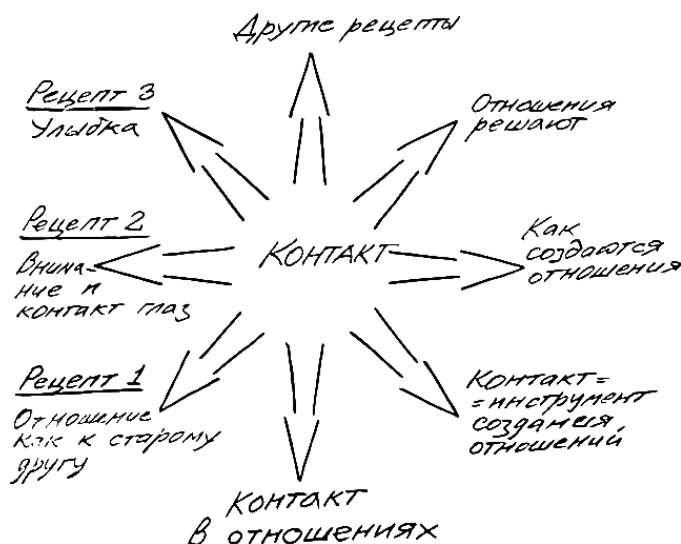 Другие рецепты
Рецепт 3
Улыбка
Отношения
решают
Рецепт 2
Внима-
ние и
контакт глаз
КОНТАКТ
Как
создаются
отношения
Рецепт 1
Отношение
как к старому
другу
Контакт=
=инструмент
создания
отношений
Контакт
в отношениях